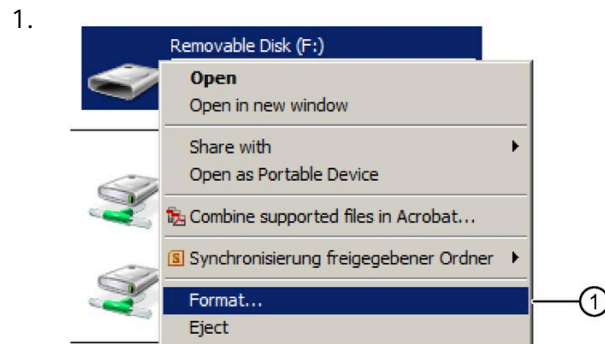 1.
Removable Disk (F:)
Open
Open in new window
Share with
Open as Portable Device
Combine supported files in Acrobat...
Synchronisierung freigegebener Ordner
Format...
1
Eject